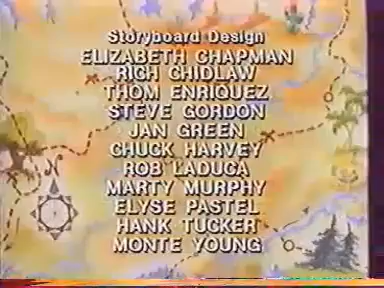 Storyboard Design
ELIZABETH CHAPMAN
RICH CHIDLAW
THOM ENRIQUEZ
STEVE GORDON
JAN GREEN
CHUCK HARVEY
ROB LADUCA
MARTY MURPHY
ELYSE PASTEL
HANK TUCKER
MONTE YOUNG
N